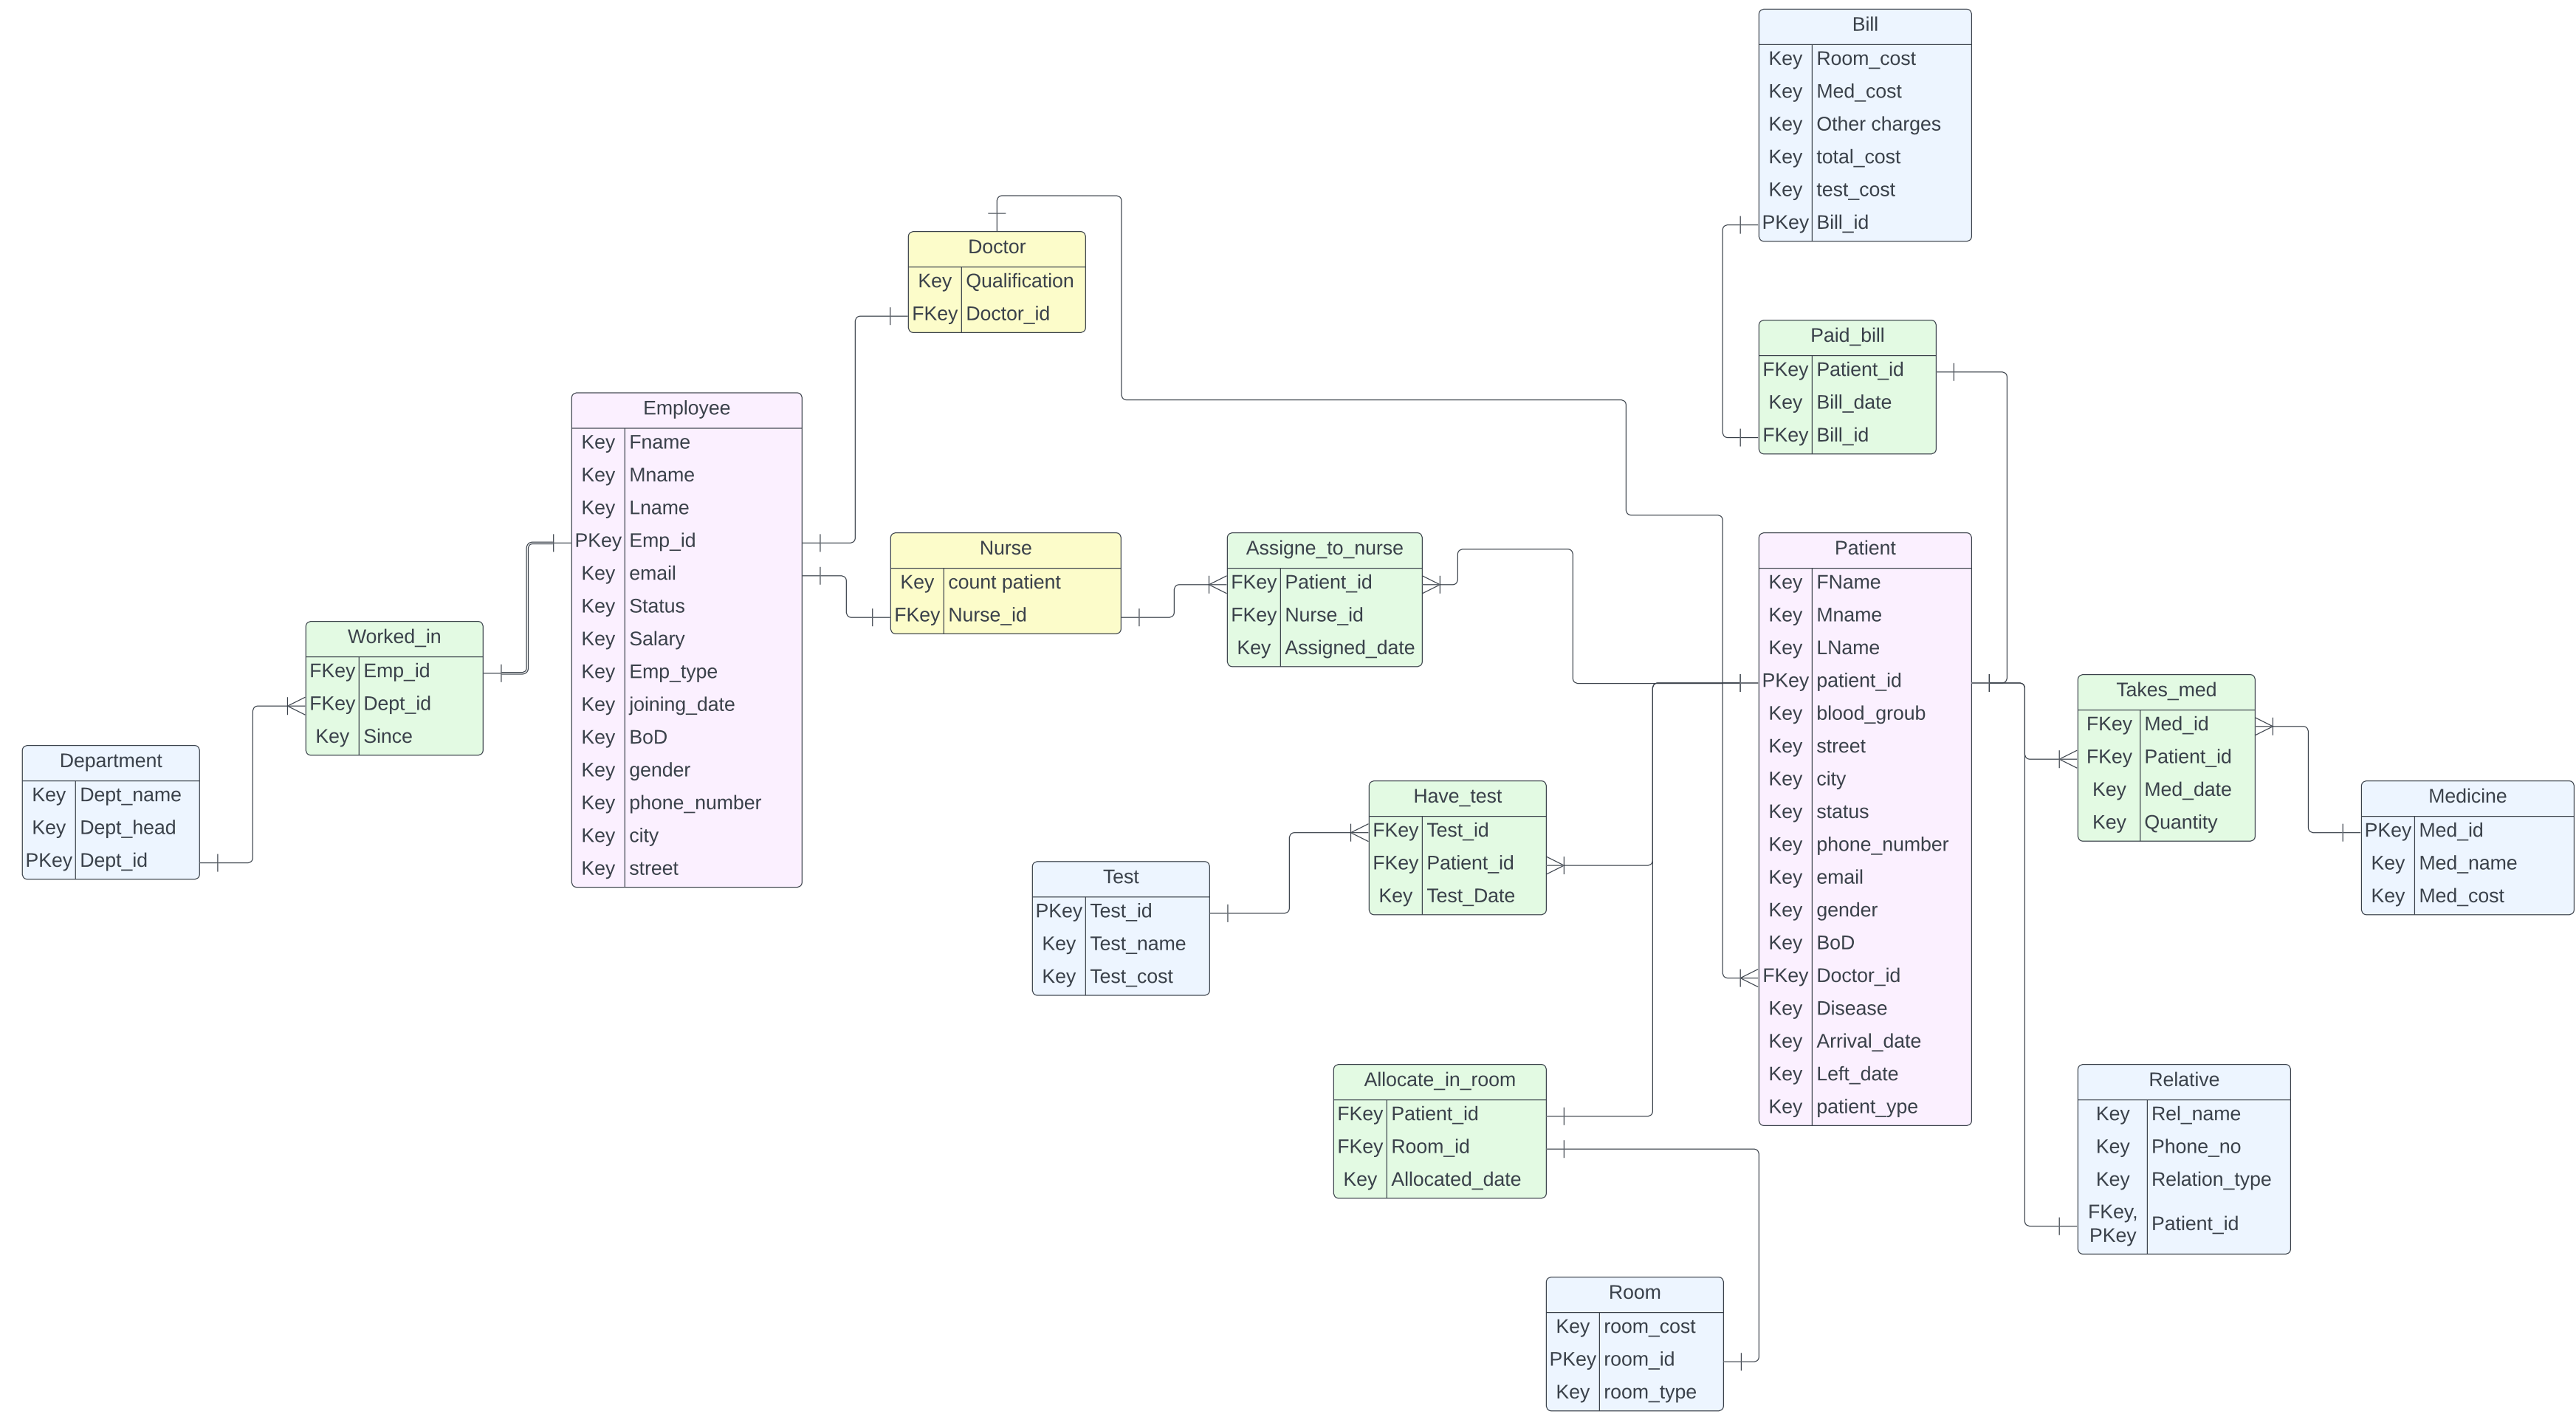 Bill
Key Room_cost
Key Med_cost
Key Other charges
Key total_cost
Key test_cost
PKey Bill_id
Doctor
Key Qualification
FKey Doctor_id
Paid_bill
FKey Patient_id
Key Bill_date
FKey Bill_id
Employee
Key Fname
Key Mname
Key Lname
PKey Emp_id
Key email
Key Status
Key Salary
Key Emp_type
Key joining_date
Key BoD
Key gender
Key phone_number
Key city
Key street
Nurse
Key count patient
FKey Nurse_id
Assigne_to_nurse
FKey Patient_id
FKey Nurse_id
Key Assigned_date
Patient
Key FName
Key Mname
Key LName
PKey patient_id
Key blood_groub
Key street
Key city
Key status
Key phone_number
Key email
Key gender
Key BoD
FKey Doctor_id
Key Disease
Key Arrival_date
Key Left_date
Key patient_ype
Worked_in
FKey Emp_id
FKey Dept_id
Key Since
Department
Key Dept_name
Key Dept_head
PKey Dept_id
Takes_med
FKey Med_id
FKey Patient_id
Key Med_date
Key Quantity
Medicine
PKey Med_id
Key Med_name
Key Med_cost
Have_test
FKey Test_id
FKey Patient_id
Key Test_Date
Test
PKey Test_id
Key Test_name
Key Test_cost
Allocate_in_room
FKey Patient_id
FKey Room_id
Key Allocated_date
Relative
Key Rel_name
Key Phone_no
Key Relation_type
FKey,
PKey Patient_id
Room
Key room_cost
PKey room_id
Key room_type